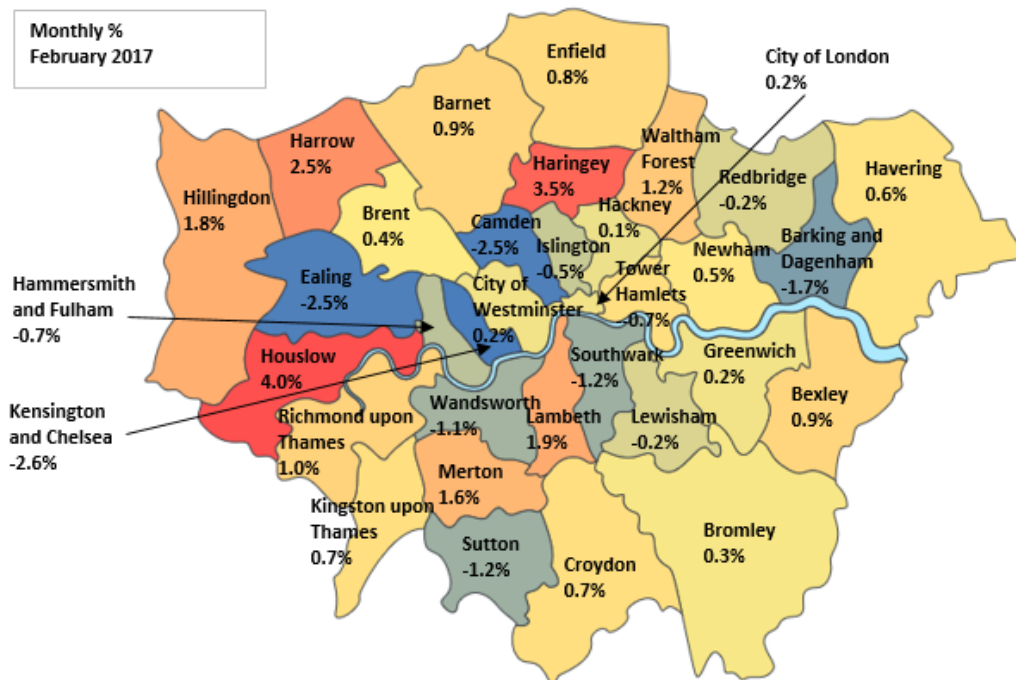 Monthly %
February 2017
Enfield
0.8%
City of London
0.2%
Barnet
0.9%
Harrow
2.5%
Haringey
3.5%
Waltham
Forest
1.2%
Redbridge
-0.2%
Havering
0.6%
Hillingdon
1.8%
Brent
0.4%
Camden
-2.5%
Islington
-0.5%
Hackney
0.1%
Newham
0.5%
Barking and
Dagenham
-1.7%
Hammersmith
and Fulham
-0.7%
Ealing
-2.5%
City of
Westminster
0.2%
Tower
Hamlets
-0.7%
Houslow
4.0%
Southwark
-1.2%
Greenwich
0.2%
Bexley
0.9%
Kensington
and Chelsea
-2.6%
Richmond upon
Thames
1.0%
Wandsworth
-1.1%
Lambeth
1.9%
Lewisham
-0.2%
Merton
1.6%
Kingston upon
Thames
0.7%
Sutton
-1.2%
Croydon
0.7%
Bromley
0.3%